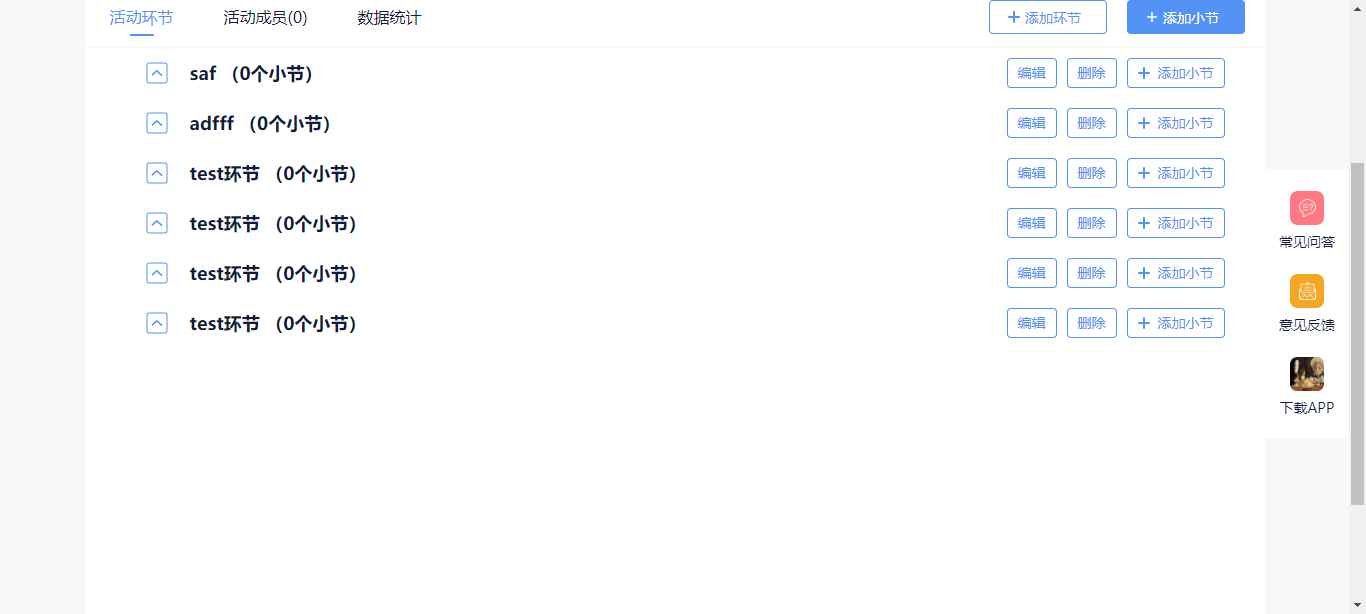 活动环节 活动成员(0) 数据统计 添加环节 添加小节
saf （0个小节） 编辑 删除 添加小节
adfff （0个小节） 编辑 删除 添加小节
test环节 （0个小节） 编辑 删除 添加小节
test环节 （0个小节） 编辑 删除 添加小节
test环节 （0个小节） 编辑 删除 添加小节
test环节 （0个小节） 编辑 删除 添加小节
常见问答
意见反馈
下载APP